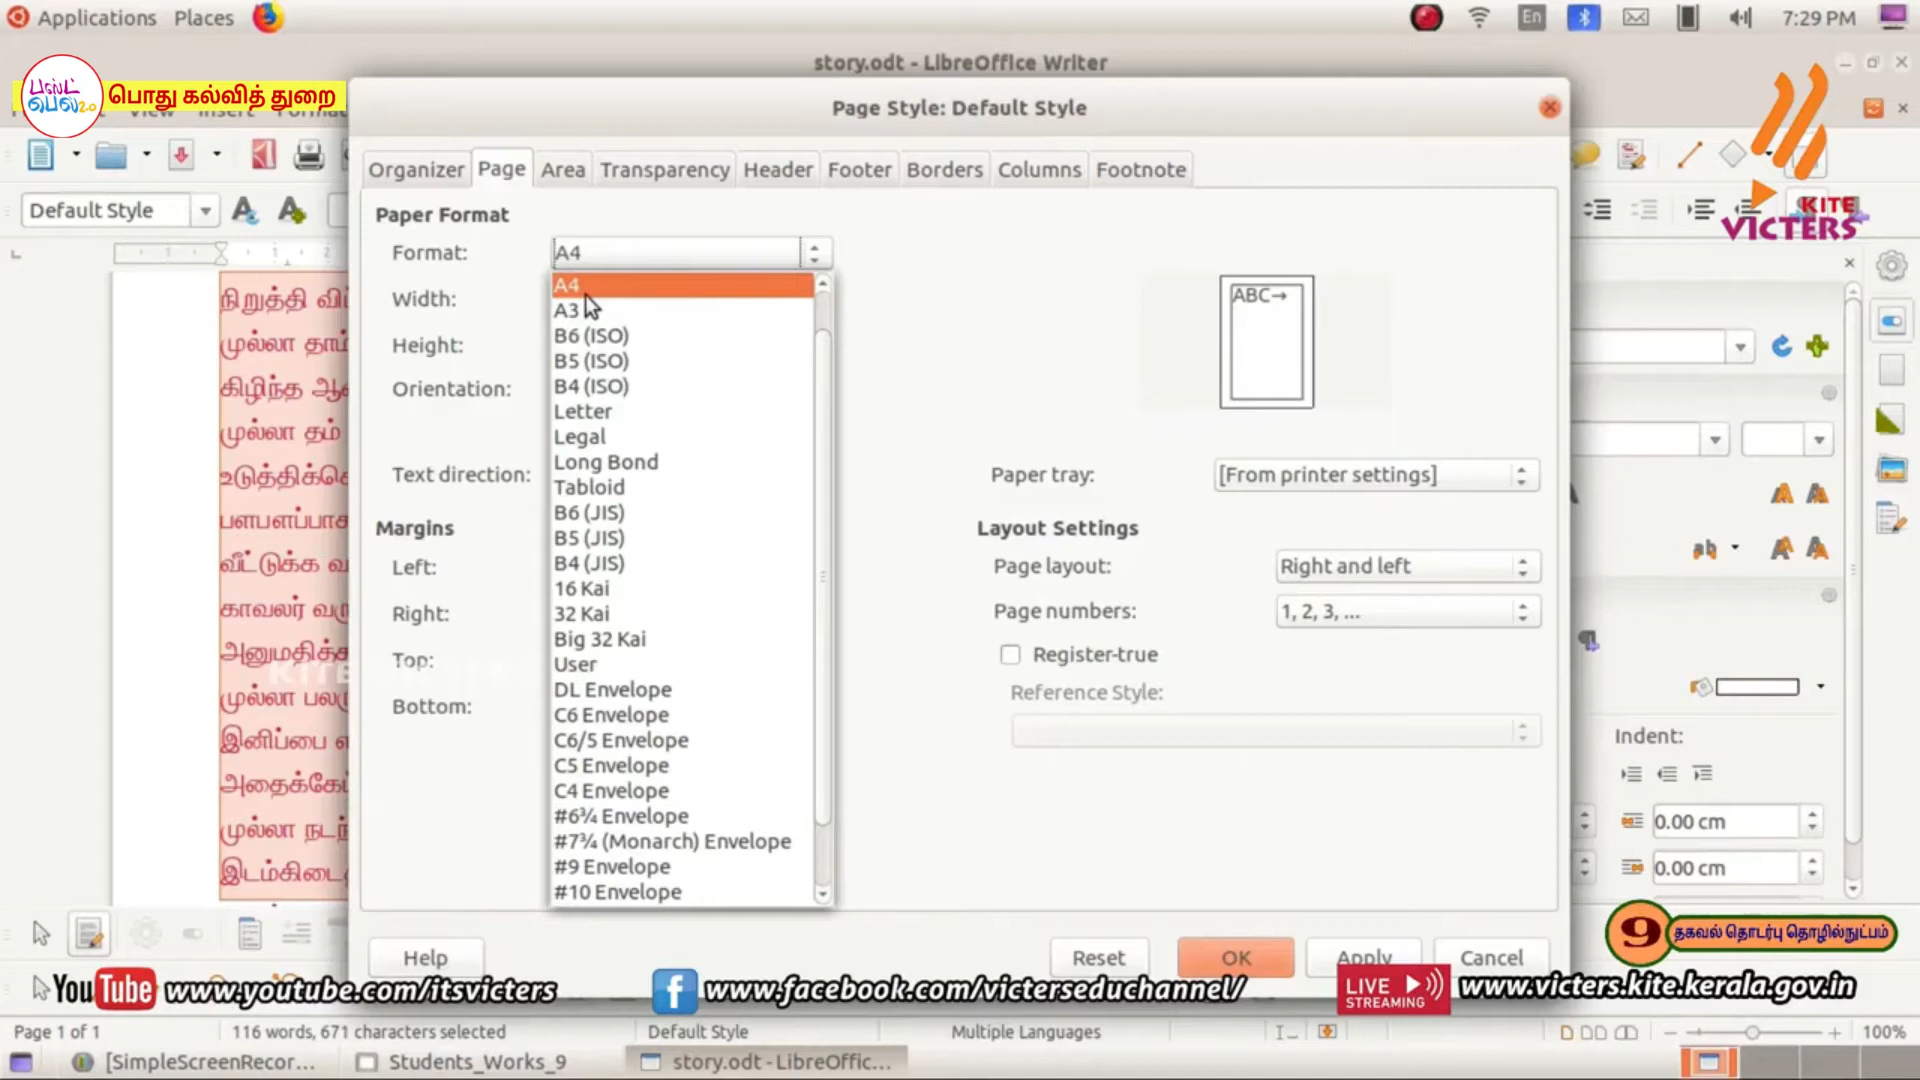 Applications Places
En
7:29 PM
story.odt - LibreOffice Writer
பொது கல்வித் துறை
Page Style: Default Style
Organizer Page Area Transparency Header Footer Borders Columns Footnote
KITE
VICTERS
Default Style
Paper Format
Format: A4
A4
Width:
A3
B6 (ISO)
Height:
B5 (ISO)
B4 (ISO)
Orientation:
Letter
Legal
Long Bond
Text direction:
Tabloid
B6 (JIS)
B5 (JIS)
B4 (JIS)
16 Kai
32 Kai
Big 32 Kai
User
DL Envelope
C6 Envelope
C6/5 Envelope
C5 Envelope
C4 Envelope
#6¾ Envelope
#7¾ (Monarch) Envelope
#9 Envelope
#10 Envelope
ABC→
Paper tray: [From printer settings]
Margins
Left:
Right:
Top:
Bottom:
Layout Settings
Page layout: Right and left
Page numbers: 1, 2, 3, ...
Register-true
Reference Style:
நிறுத்தி
முல்லா
கிழிந்த
முல்லா தம்
முல்லா
இனிப்பை
முல்லா
Indent:
0.00 cm
0.00 cm
9 தகவல் தொடர்பு தொழில்நுட்பம்
Help Reset OK Apply Cancel
YouTube www.youtube.com/itsvicters
f www.facebook.com/victerseduchannel/
LIVE STREAMING www.victers.kite.kerala.gov.in
Page 1 of 1 116 words, 671 characters selected Default Style Multiple Languages 100%
[SimpleScreenRecor... Students_Works_9 story.odt - LibreOffic...